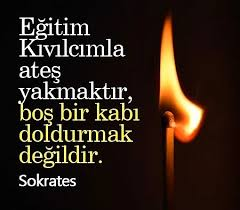 Eğitim
Kıvılcımla
ateş
yakmaktır,
boş bir kabı
doldurmak
değildir.
Sokrates